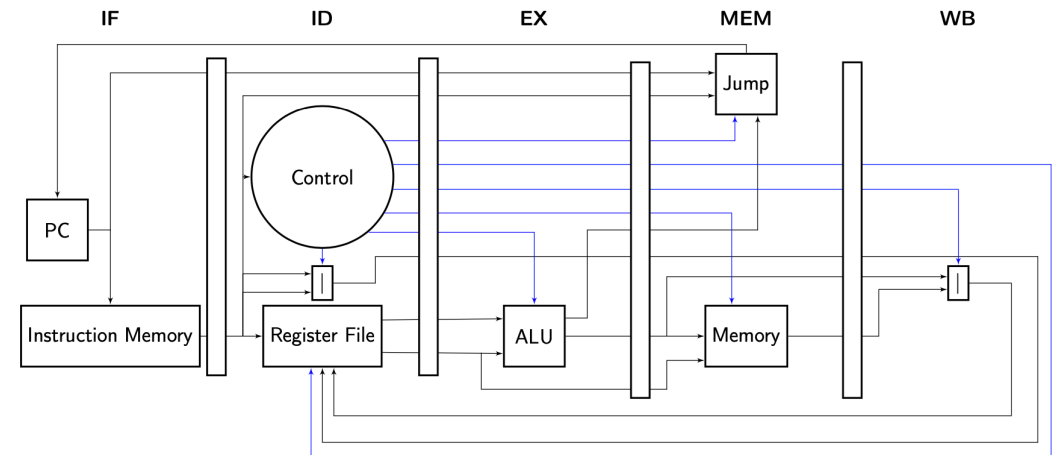 IF
ID
EX
MEM
WB
Jump
Control
PC
Instruction Memory
Register File
ALU
Memory